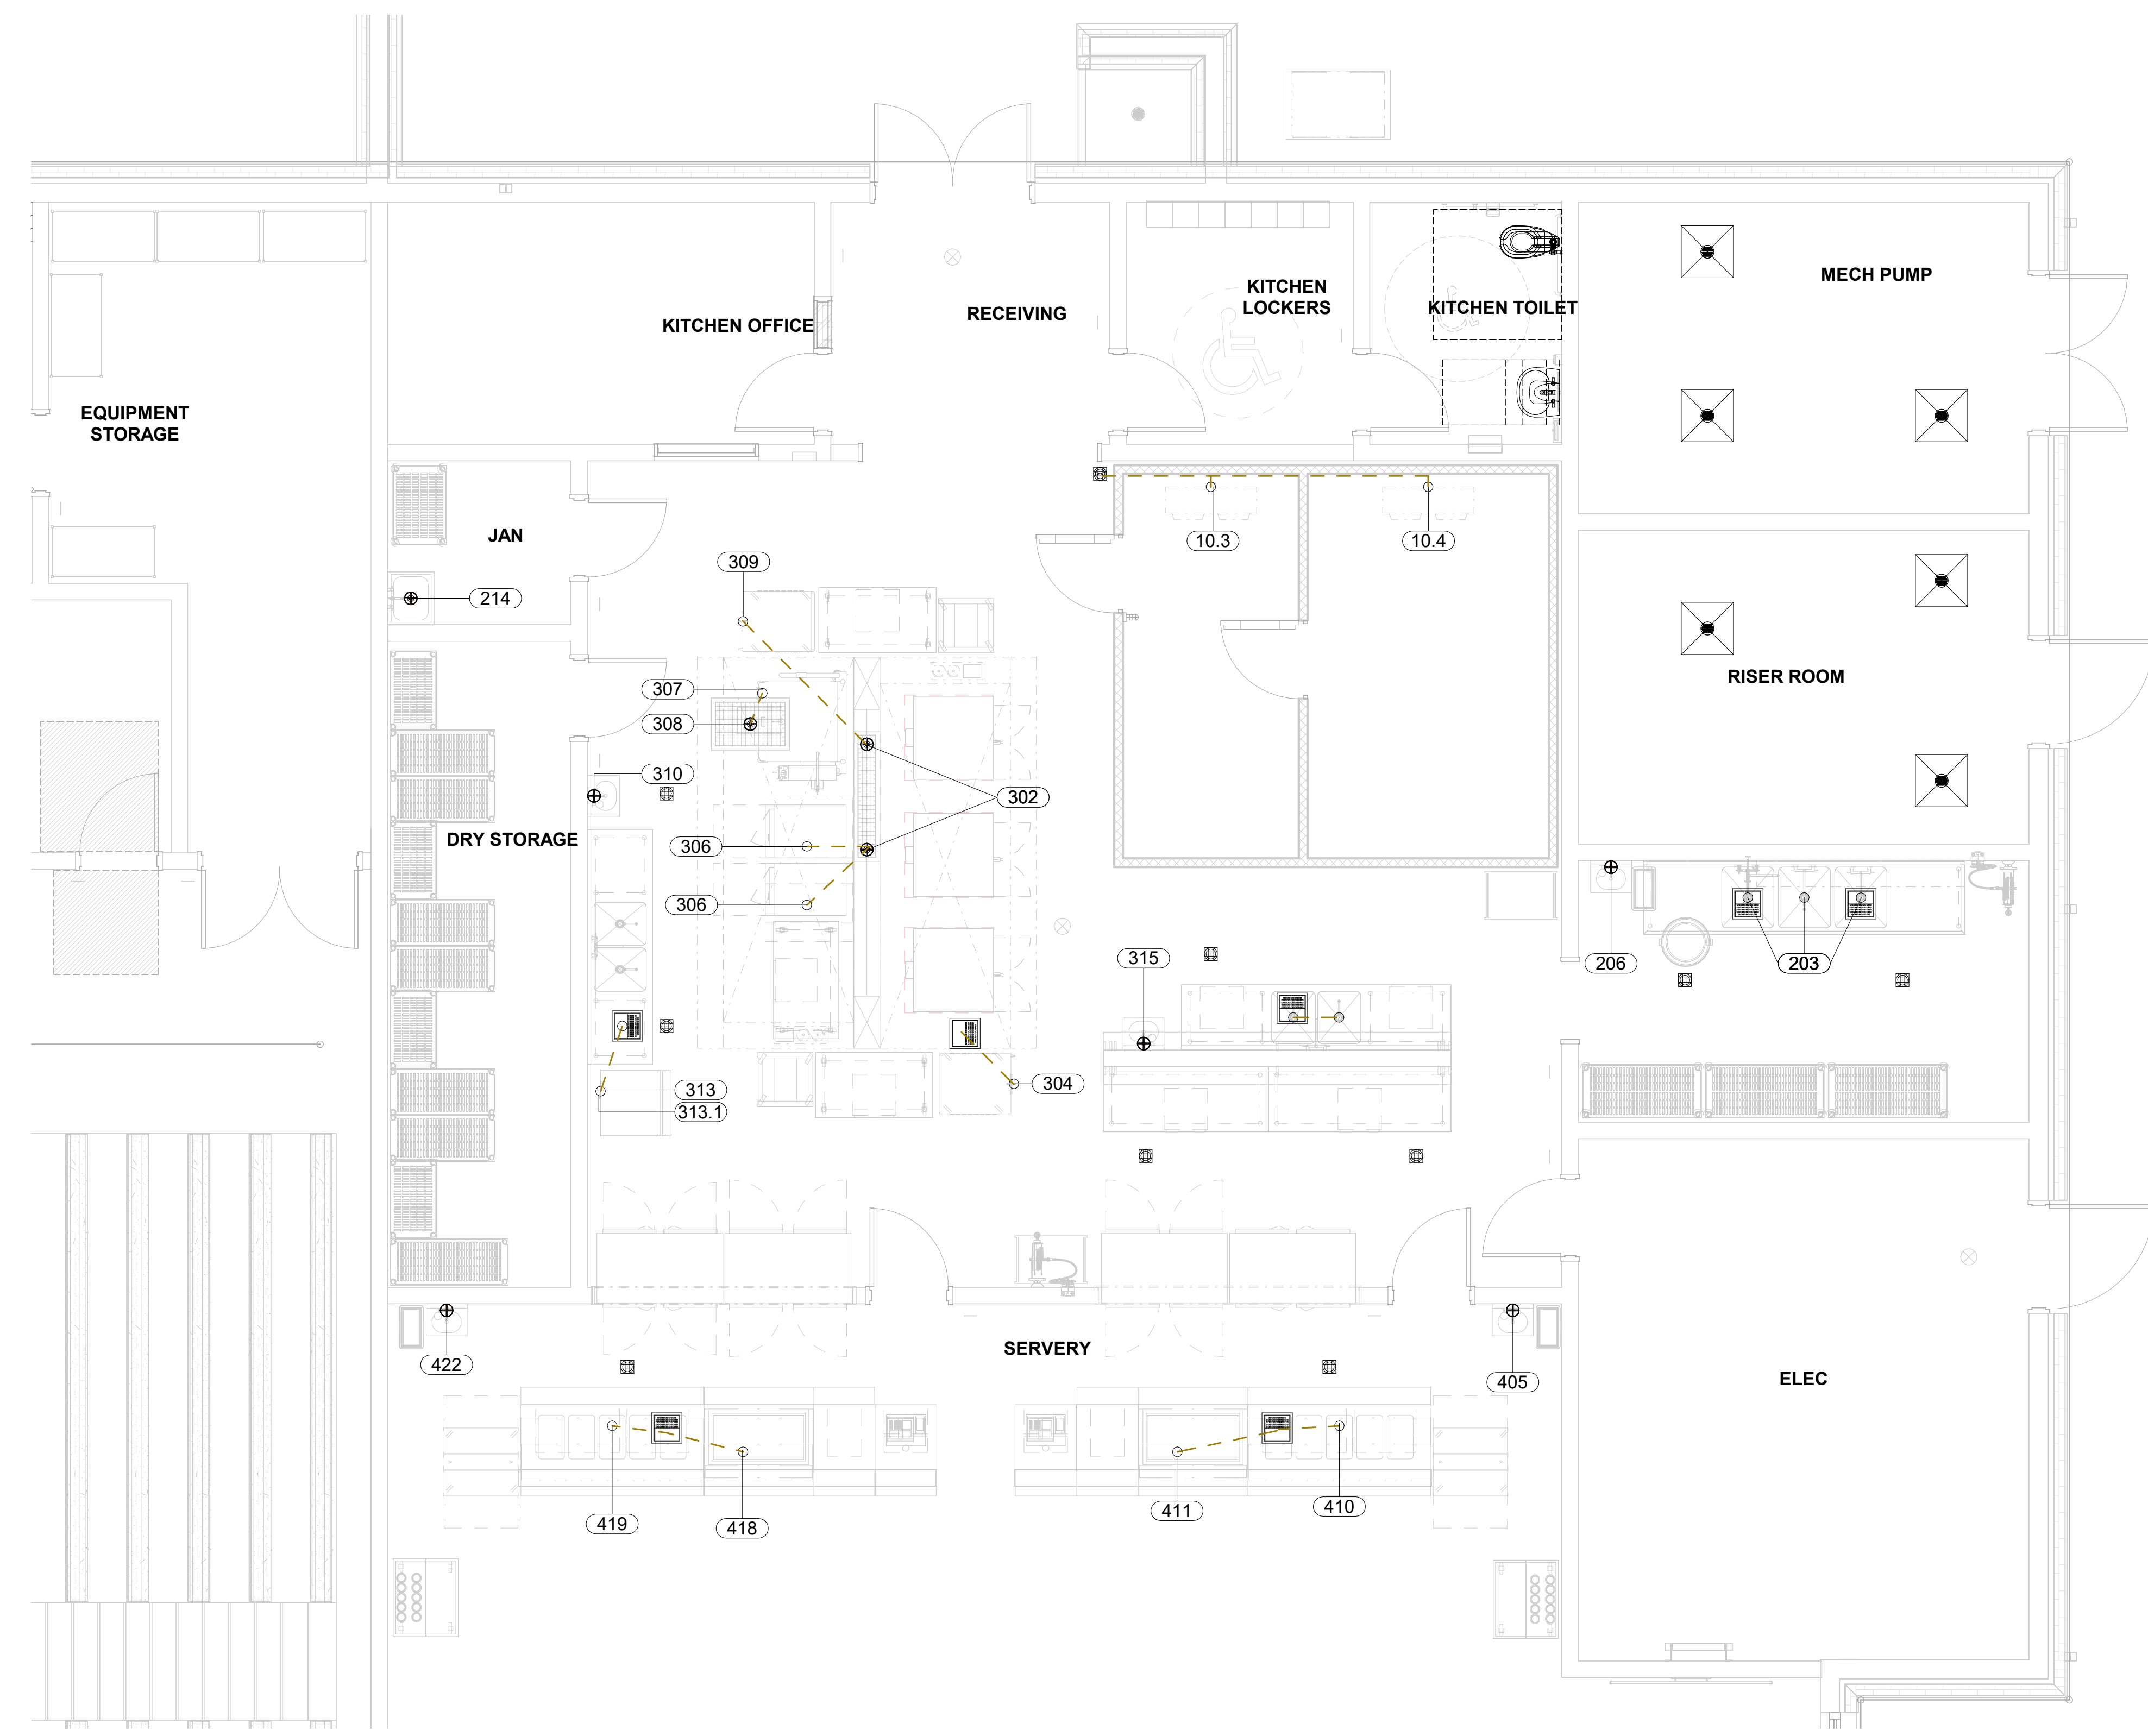 MECH PUMP
KITCHEN
LOCKERS
KITCHEN TOILET
RECEIVING
KITCHEN OFFICE
EQUIPMENT
STORAGE
JAN
10.3
10.4
309
214
RISER ROOM
307
308
310
302
DRY STORAGE
306
306
315
206
203
304
313
313.1
SERVERY
422
405
ELEC
419
418
411
410